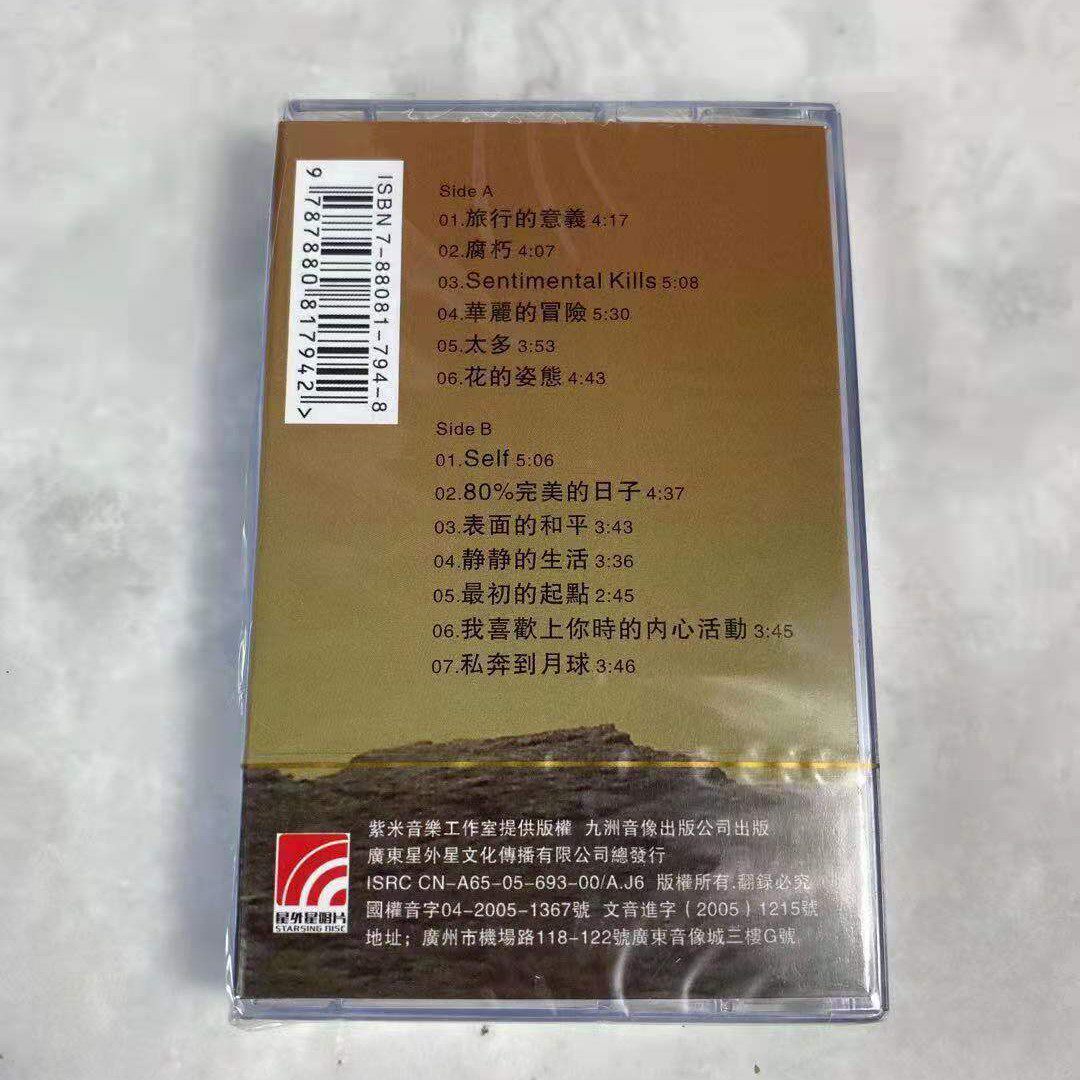 ISBN 7-88081-794-8
9 787880 817942 >
Side A
01.旅行的意義 4:17
02.腐朽 4:07
03.Sentimental Kills 5:08
04.華麗的冒險 5:30
05.太多 3:53
06.花的姿態 4:43
Side B
01.Self 5:06
02.80%完美的日子 4:37
03.表面的和平 3:43
04.静静的生活 3:36
05.最初的起點 2:45
06.我喜歡上你時的内心活動 3:45
07.私奔到月球 3:46
紫米音樂工作室提供版權 九洲音像出版公司出版
廣東星外星文化傳播有限公司總發行
ISRC CN-A65-05-693-00/A.J6 版權所有.翻録必究
國權音字04-2005-1367號 文音進字（2005）1215號
地址；廣州市機場路118-122號廣東音像城三樓G號
星外星唱片
STARSING DISC